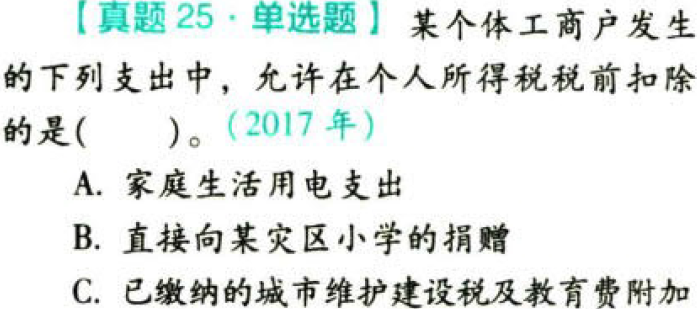 【真题 25·单选题】 某个体工商户发生
的下列支出中，允许在个人所得税税前扣除
的是(　　)。(2017 年)
A. 家庭生活用电支出
B. 直接向某灾区小学的捐赠
C. 已缴纳的城市维护建设税及教育费附加